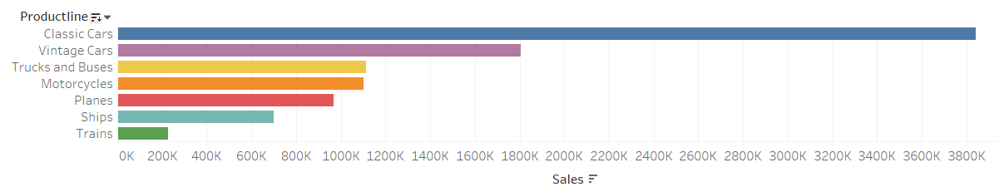 Productline
Classic Cars
Vintage Cars
Trucks and Buses
Motorcycles
Planes
Ships
Trains
0K 200K 400K 600K 800K 1000K 1200K 1400K 1600K 1800K 2000K 2200K 2400K 2600K 2800K 3000K 3200K 3400K 3600K 3800K
Sales